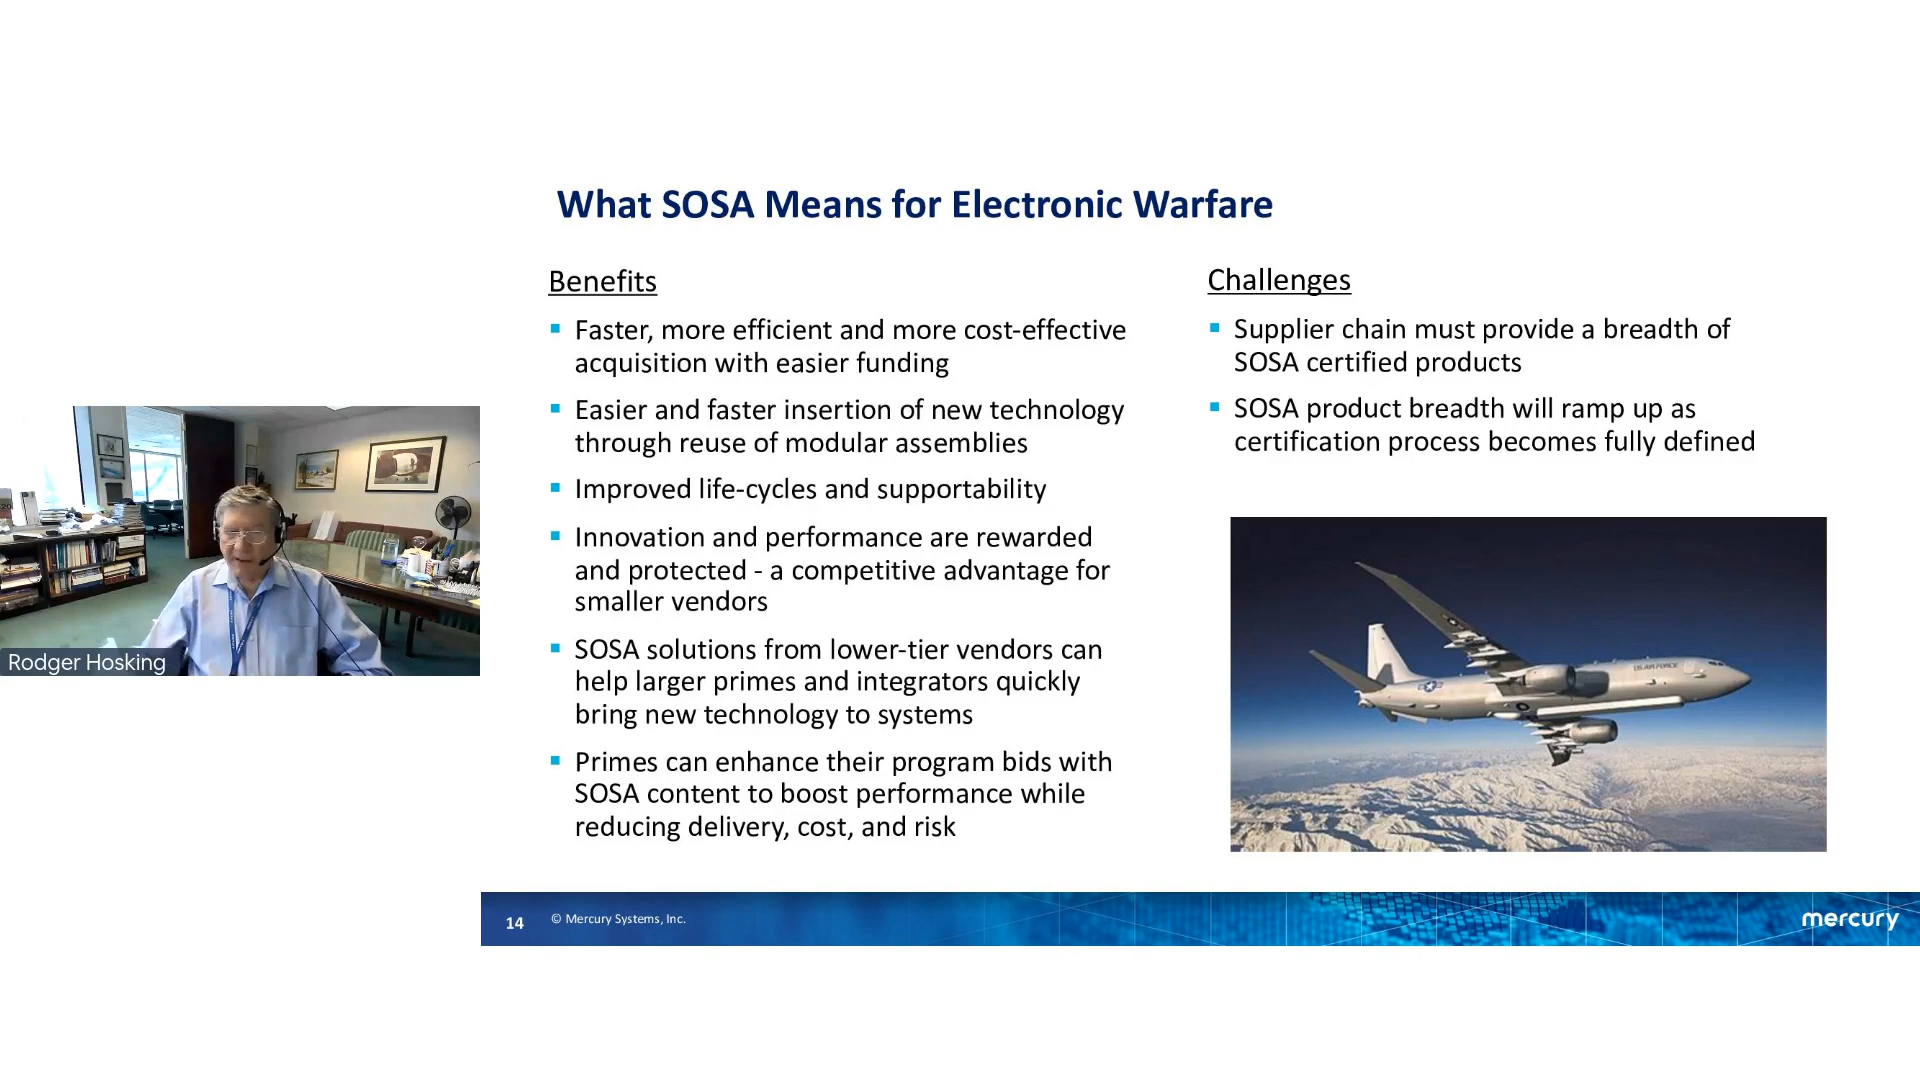 What SOSA Means for Electronic Warfare
Benefits
Faster, more efficient and more cost-effective
acquisition with easier funding
Easier and faster insertion of new technology
through reuse of modular assemblies
Improved life-cycles and supportability
Innovation and performance are rewarded
and protected - a competitive advantage for
smaller vendors
SOSA solutions from lower-tier vendors can
help larger primes and integrators quickly
bring new technology to systems
Primes can enhance their program bids with
SOSA content to boost performance while
reducing delivery, cost, and risk
Challenges
Supplier chain must provide a breadth of
SOSA certified products
SOSA product breadth will ramp up as
certification process becomes fully defined
US AIR FORCE
Rodger Hosking
14
© Mercury Systems, Inc.
mercury